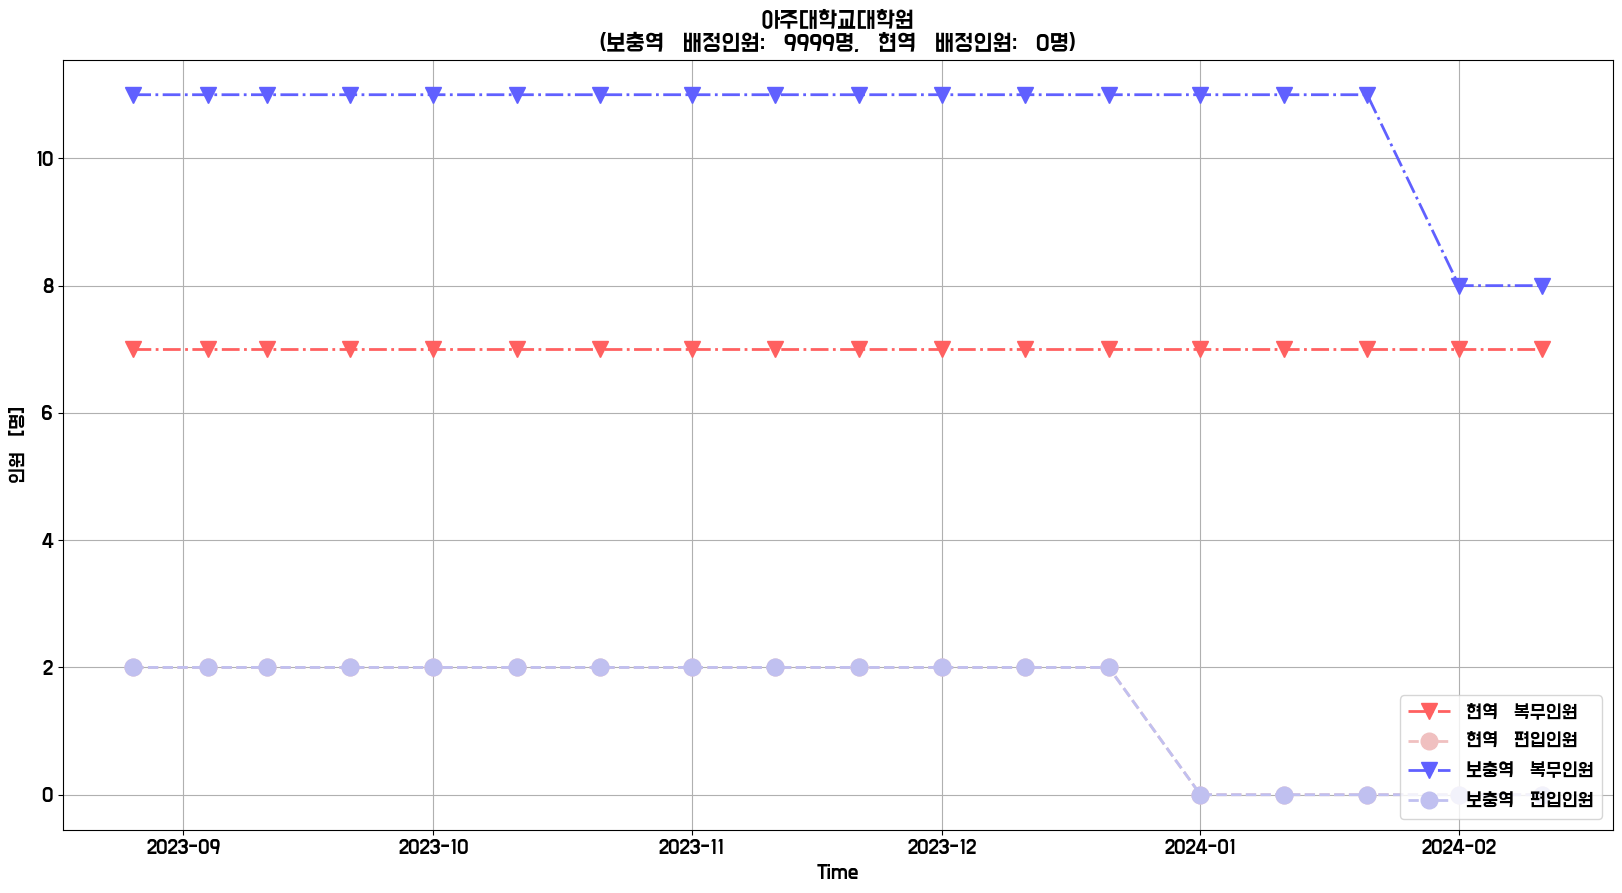 아주대학교대학원
(보충역 배정인원: 9999명, 현역 배정인원: 0명)
인원 [명]
10
8
6
4
2
0
현역 복무인원
현역 편입인원
보충역 복무인원
보충역 편입인원
2023-09 2023-10 2023-11 2023-12 2024-01 2024-02
Time